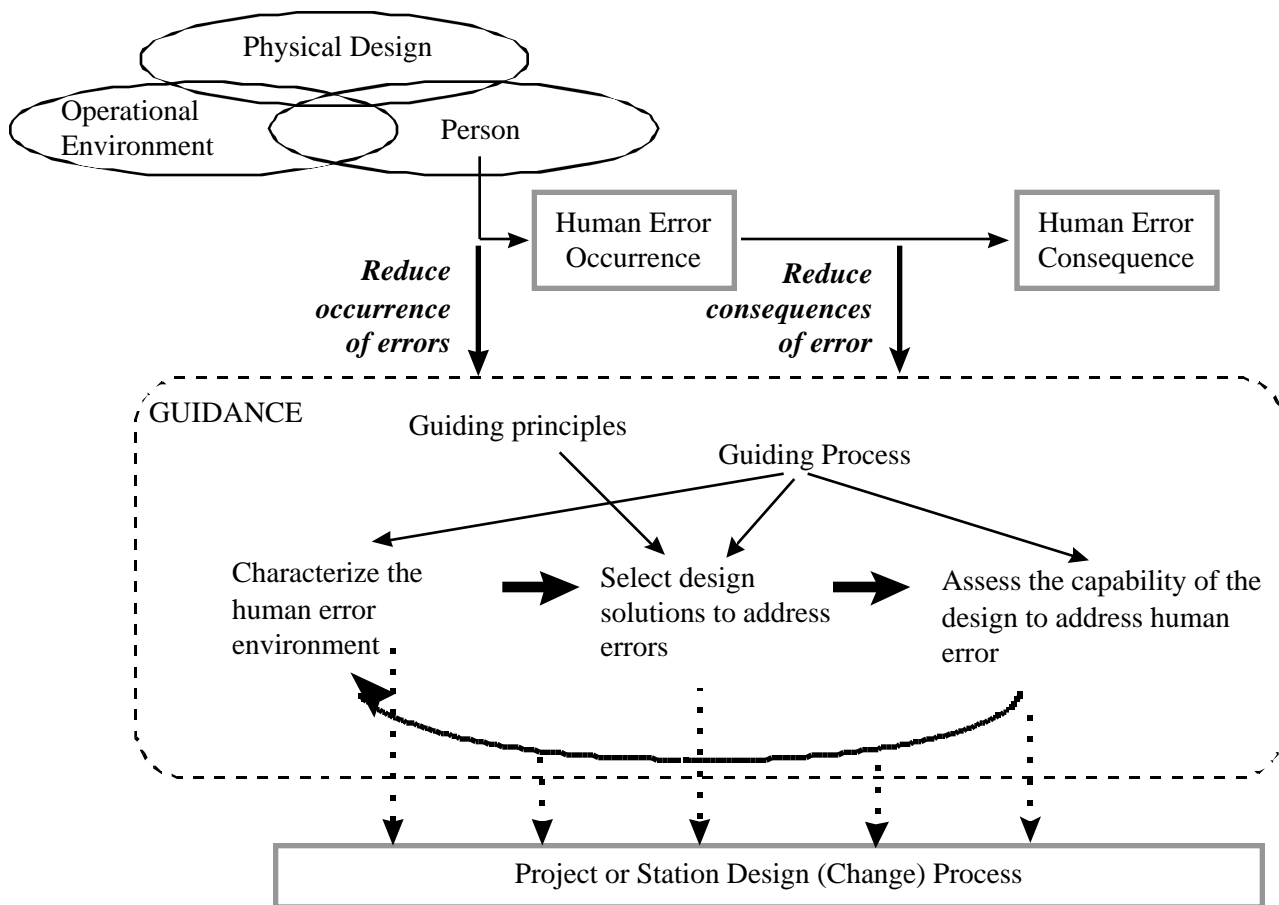 Physical Design
Operational
Environment
Person
Human Error
Occurrence
Human Error
Consequence
Reduce
occurrence
of errors
Reduce
consequences
of error
GUIDANCE
Guiding principles
Guiding Process
Characterize the
human error
environment
Select design
solutions to address
errors
Assess the capability of the
design to address human
error
Project or Station Design (Change) Process